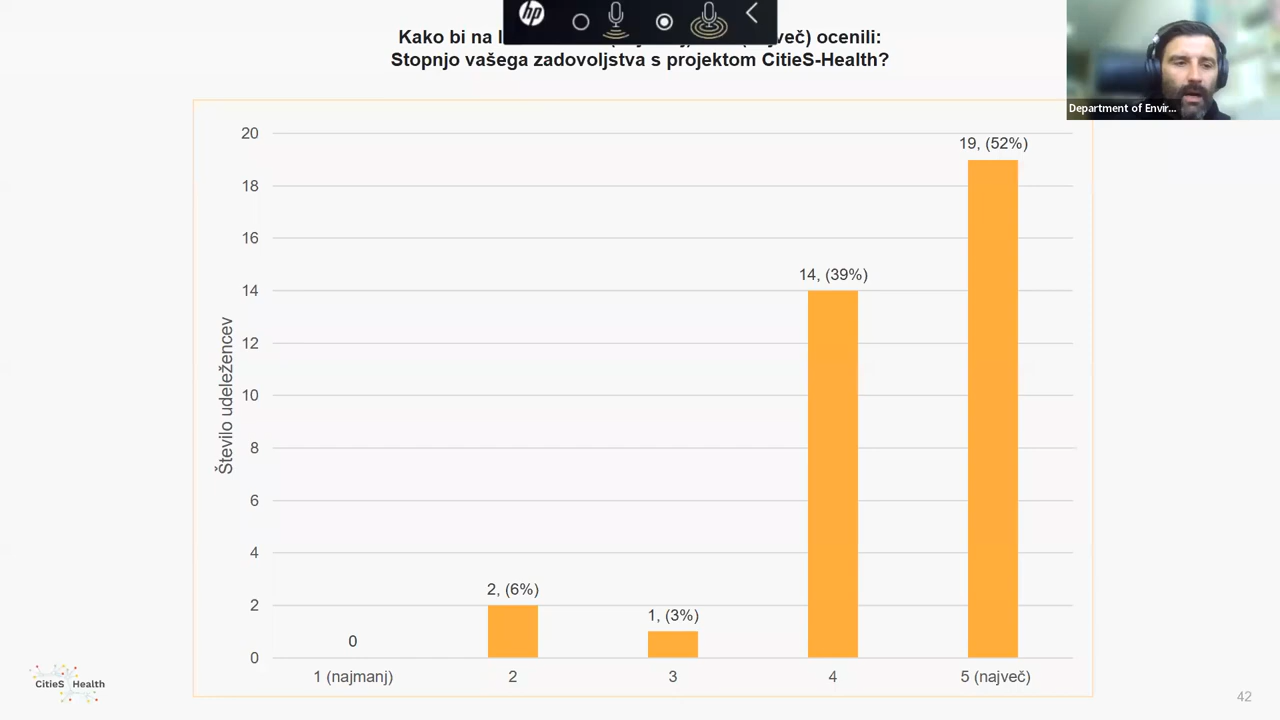 hp
Kako bi na l več) ocenili:
Stopnjo vašega zadovoljstva s projektom CitieS-Health?
Department of Envir...
20
18
16
14
12
10
8
6
4
2
0
Število udeležencev
0
2, (6%)
1, (3%)
14, (39%)
19, (52%)
1 (najmanj)
2
3
4
5 (največ)
CitieS Health
42